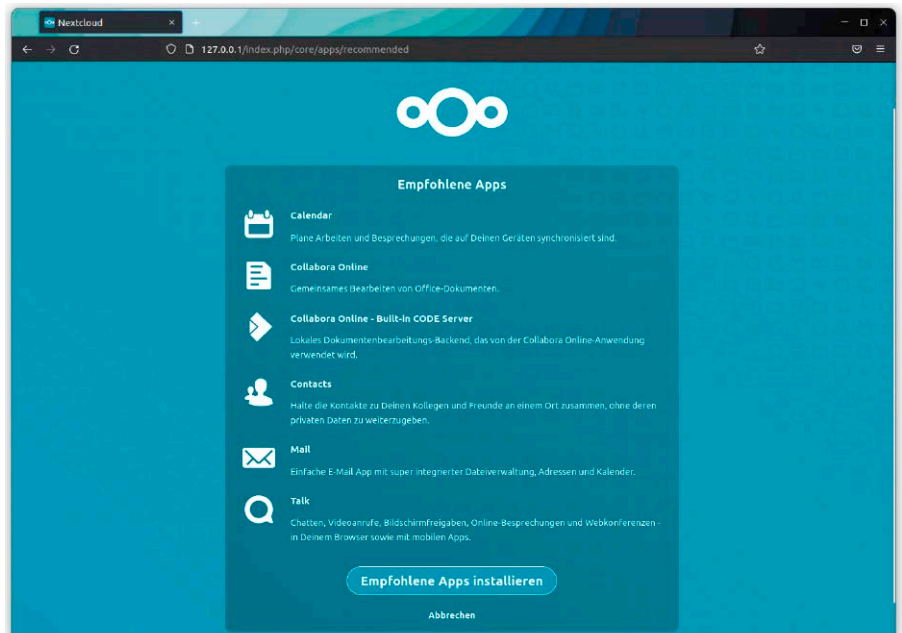 Nextcloud
127.0.0.1/index.php/core/apps/recommended
Empfohlene Apps
Calendar
Plane Arbeiten und Besprechungen, die auf Deinen Geräten synchronisiert sind.
Collabora Online
Gemeinsames Bearbeiten von Office-Dokumenten.
Collabora Online - Built-in CODE Server
Lokales Dokumentenbearbeitungs-Backend, das von der Collabora Online-Anwendung
verwendet wird.
Contacts
Halte die Kontakte zu Deinen Kollegen und Freunde an einem Ort zusammen, ohne deren
privaten Daten zu weiterzugeben.
Mail
Einfache E-Mail App mit super integrierter Dateiverwaltung, Adressen und Kalender.
Talk
Chatten, Videoanrufe, Bildschirmfreigaben, Online-Besprechungen und Webkonferenzen -
in Deinem Browser sowie mit mobilen Apps.
Empfohlene Apps installieren
Abbrechen